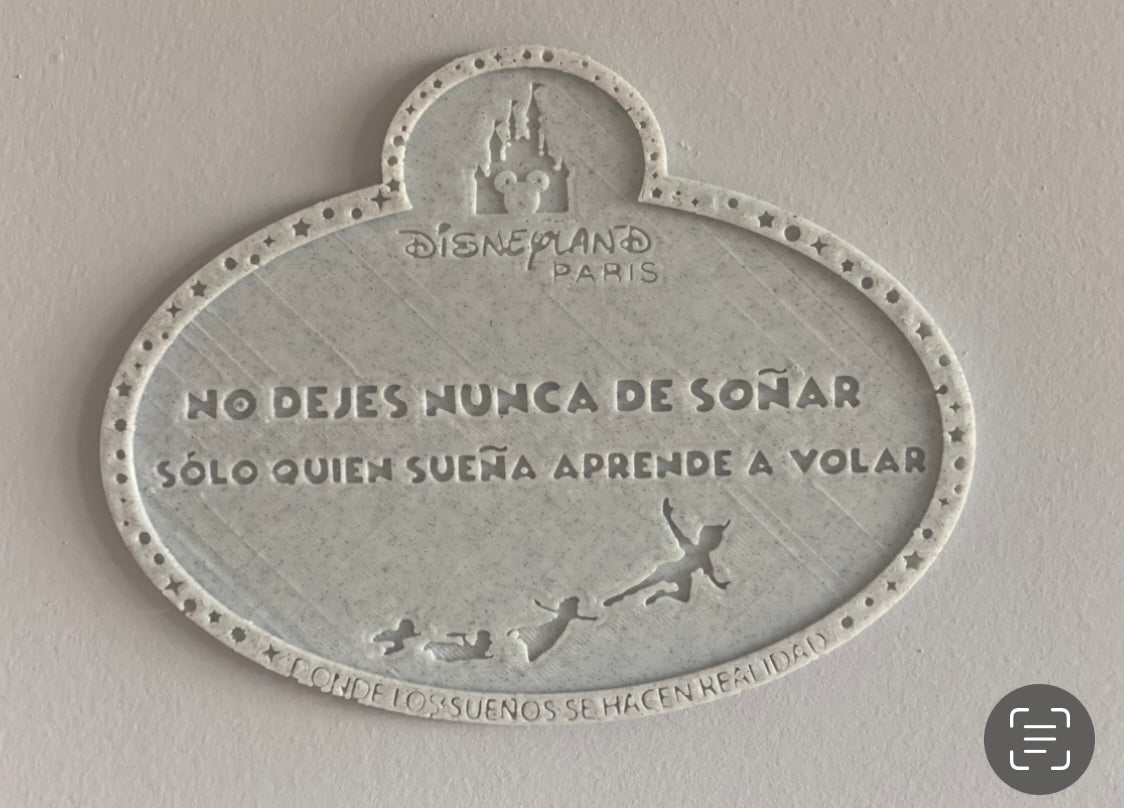 DISNEYLAND
PARIS
NO DEJES NUNCA DE SOÑAR
SÓLO QUIEN SUEÑA APRENDE A VOLAR
DONDE LOS SUEÑOS SE HACEN REALIDAD